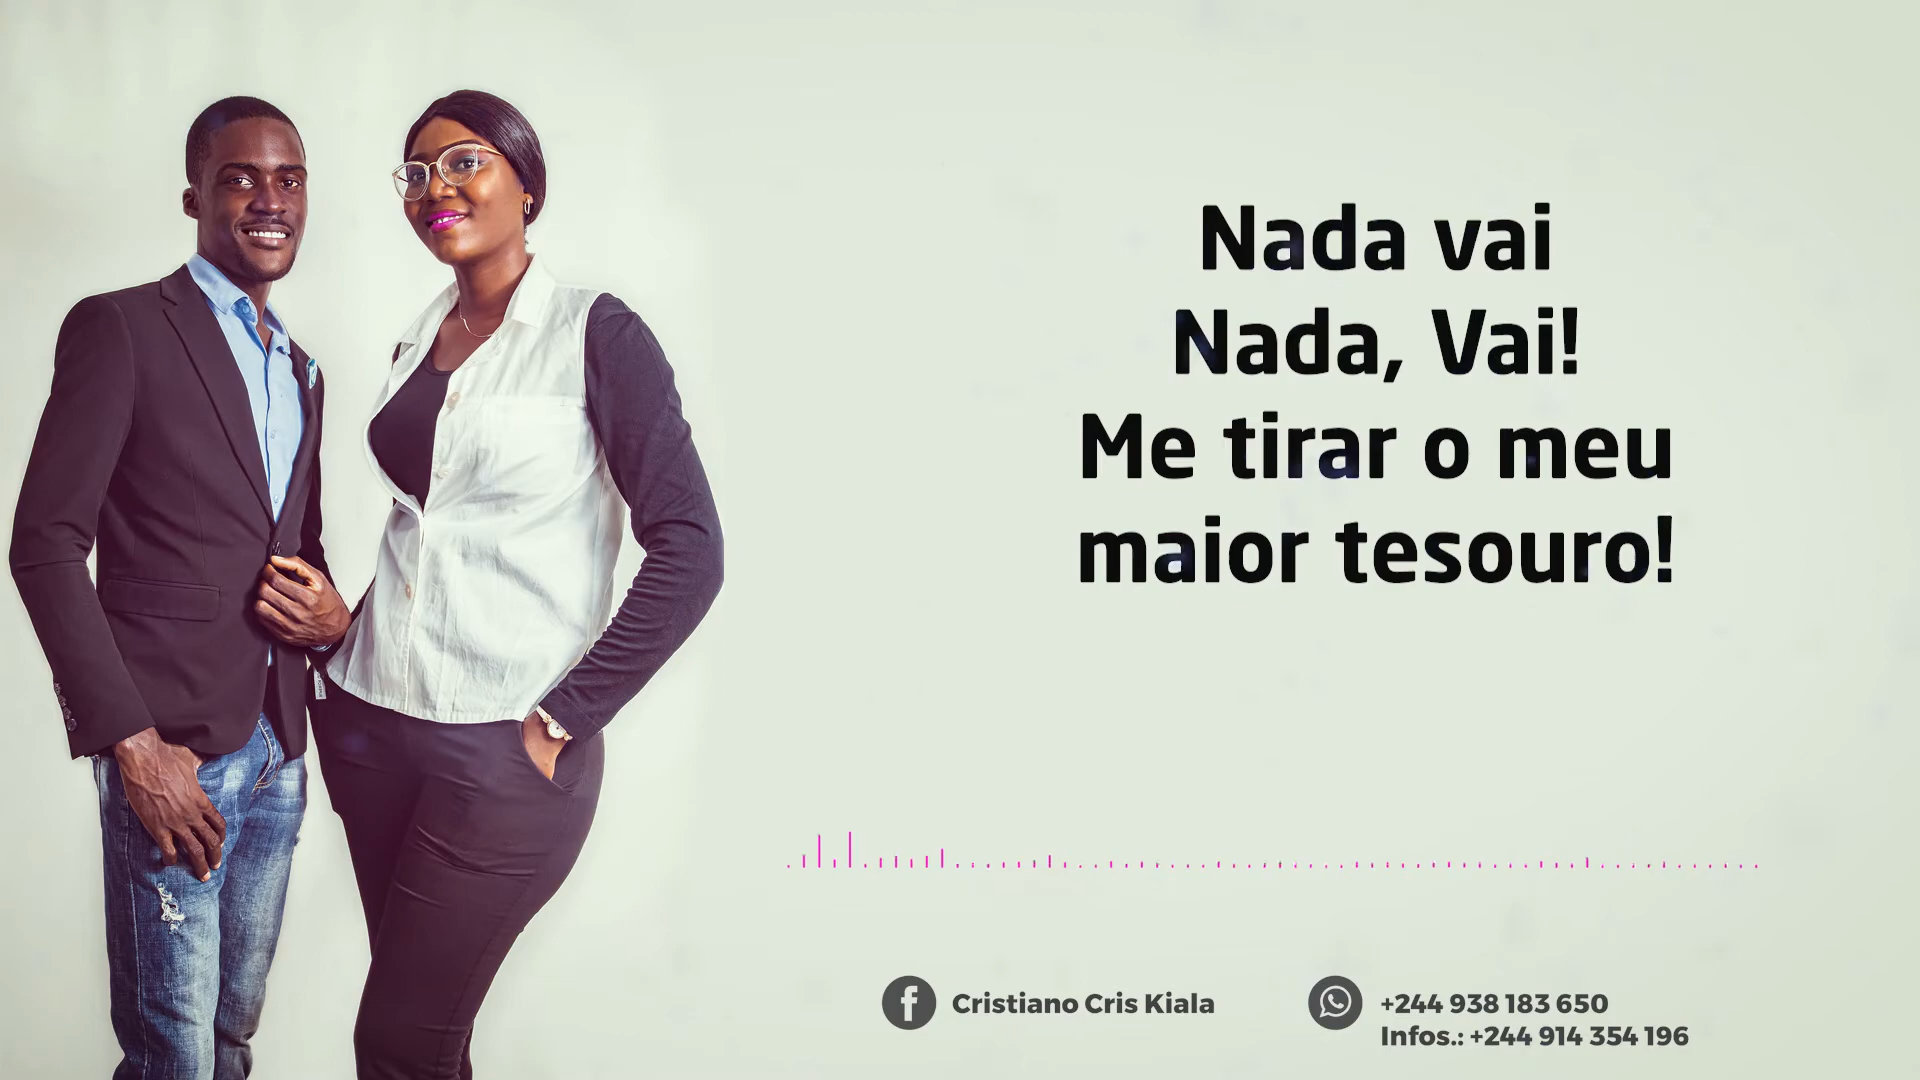 Nada vai
Nada, Vai!
Me tirar o meu
maior tesouro!
Cristiano Cris Kiala
+244 938 183 650
Infos.: +244 914 354 196